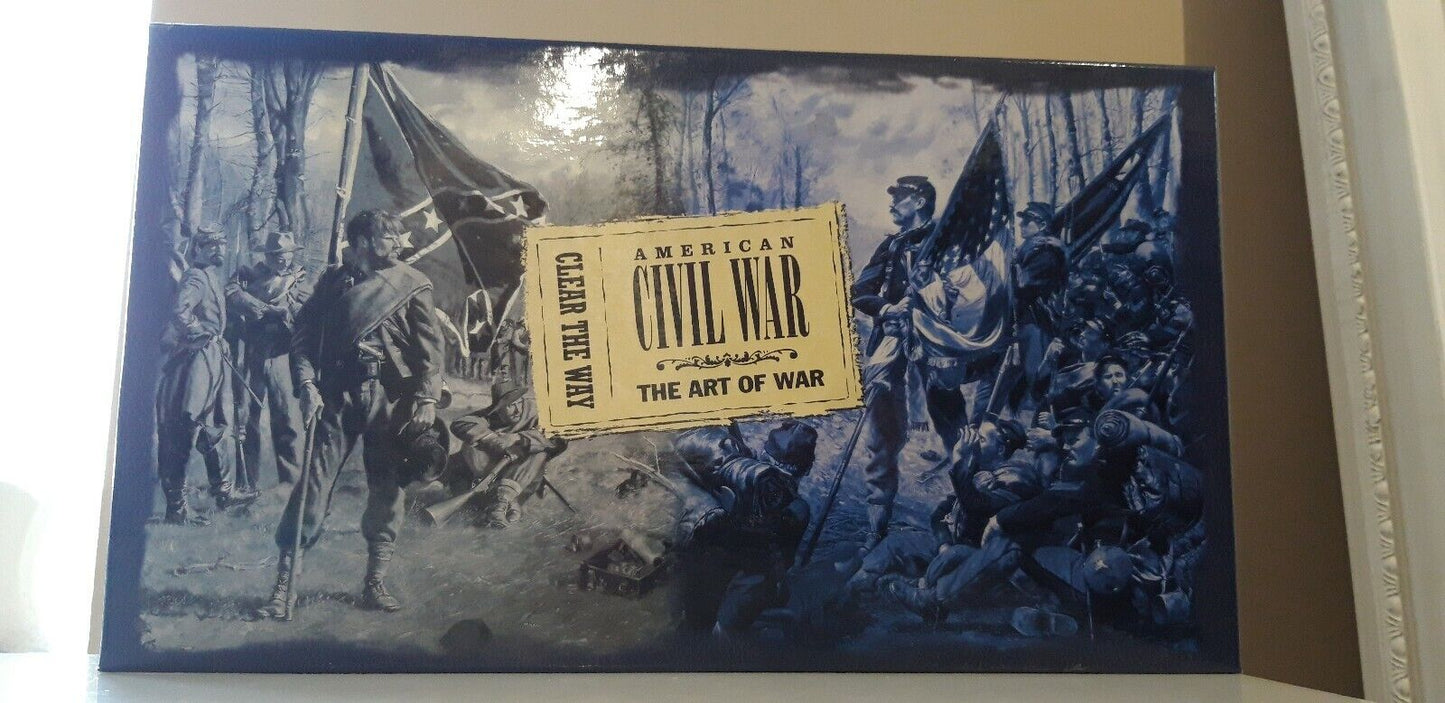 CLEAR THE WAY
AMERICAN
CIVIL WAR
THE ART OF WAR